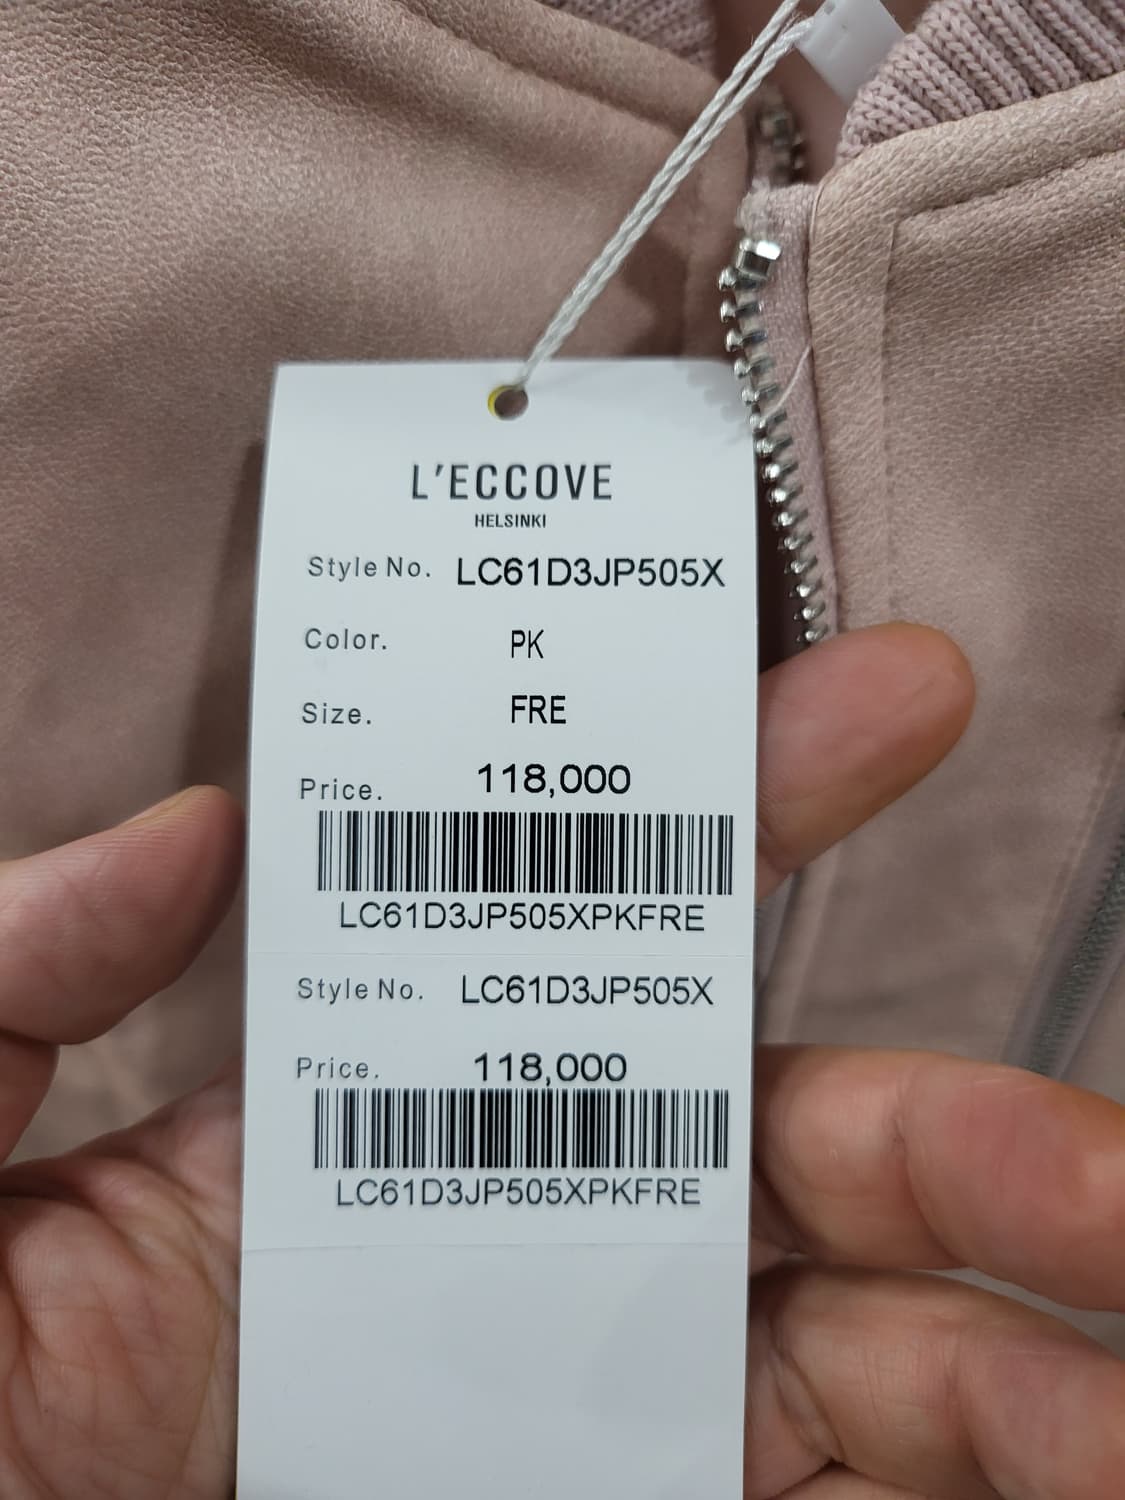 L'ECCOVE
HELSINKI
Style No. LC61D3JP505X
Color. PK
Size. FRE
Price. 118,000
LC61D3JP505XPKFRE
Style No. LC61D3JP505X
Price. 118,000
LC61D3JP505XPKFRE